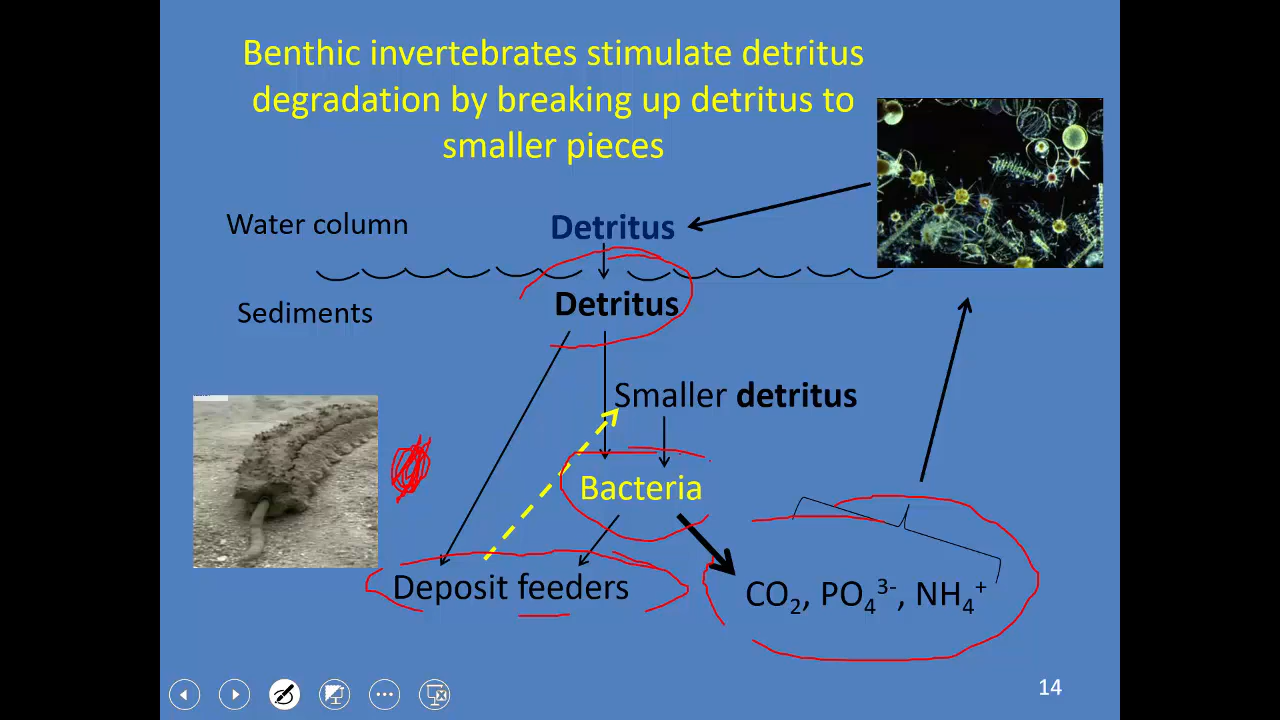 Benthic invertebrates stimulate detritus
degradation by breaking up detritus to
smaller pieces
Water column
Detritus
Detritus
Sediments
Smaller detritus
Bacteria
Deposit feeders
CO₂, PO₄³⁻, NH₄⁺
14